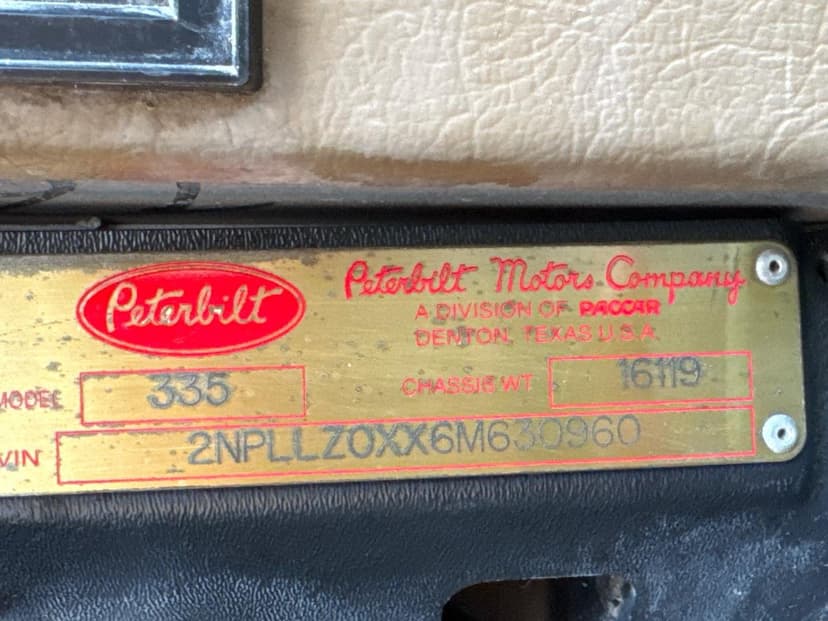 Peterbilt
Peterbilt Motors Company
A DIVISION OF PACCAR
DENTON, TEXAS U.S.A.
MODEL 335
CHASSIS WT 16119
VIN 2NPLLZ0XX6M630960